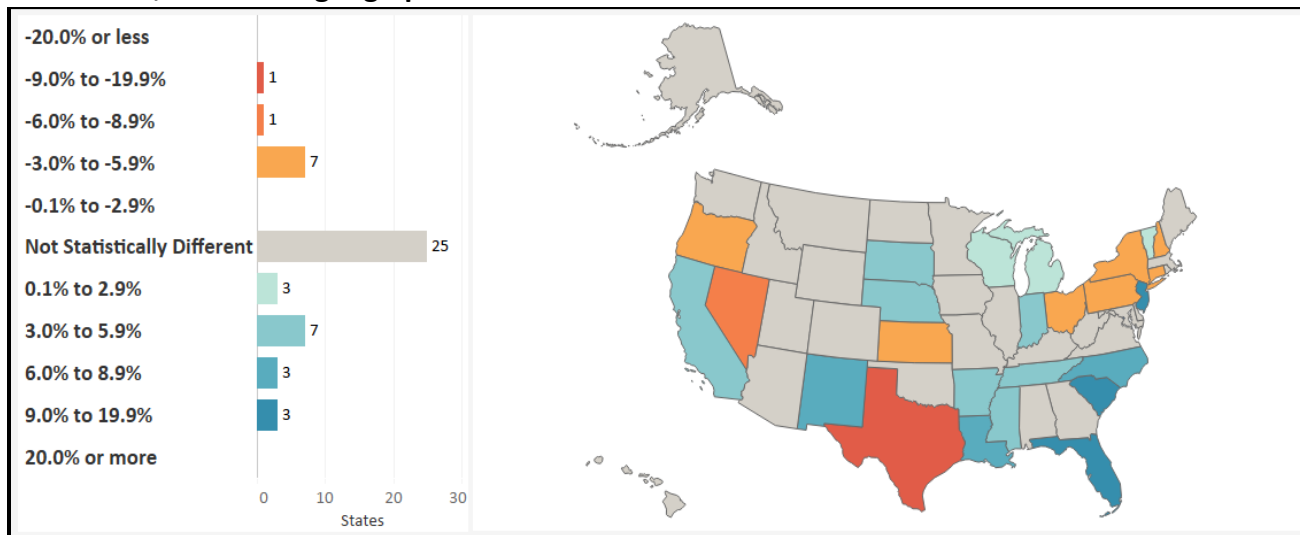 -20.0% or less
-9.0% to -19.9% 1
-6.0% to -8.9% 1
-3.0% to -5.9% 7
-0.1% to -2.9%
Not Statistically Different 25
0.1% to 2.9% 3
3.0% to 5.9% 7
6.0% to 8.9% 3
9.0% to 19.9% 3
20.0% or more
0 10 20 30
States